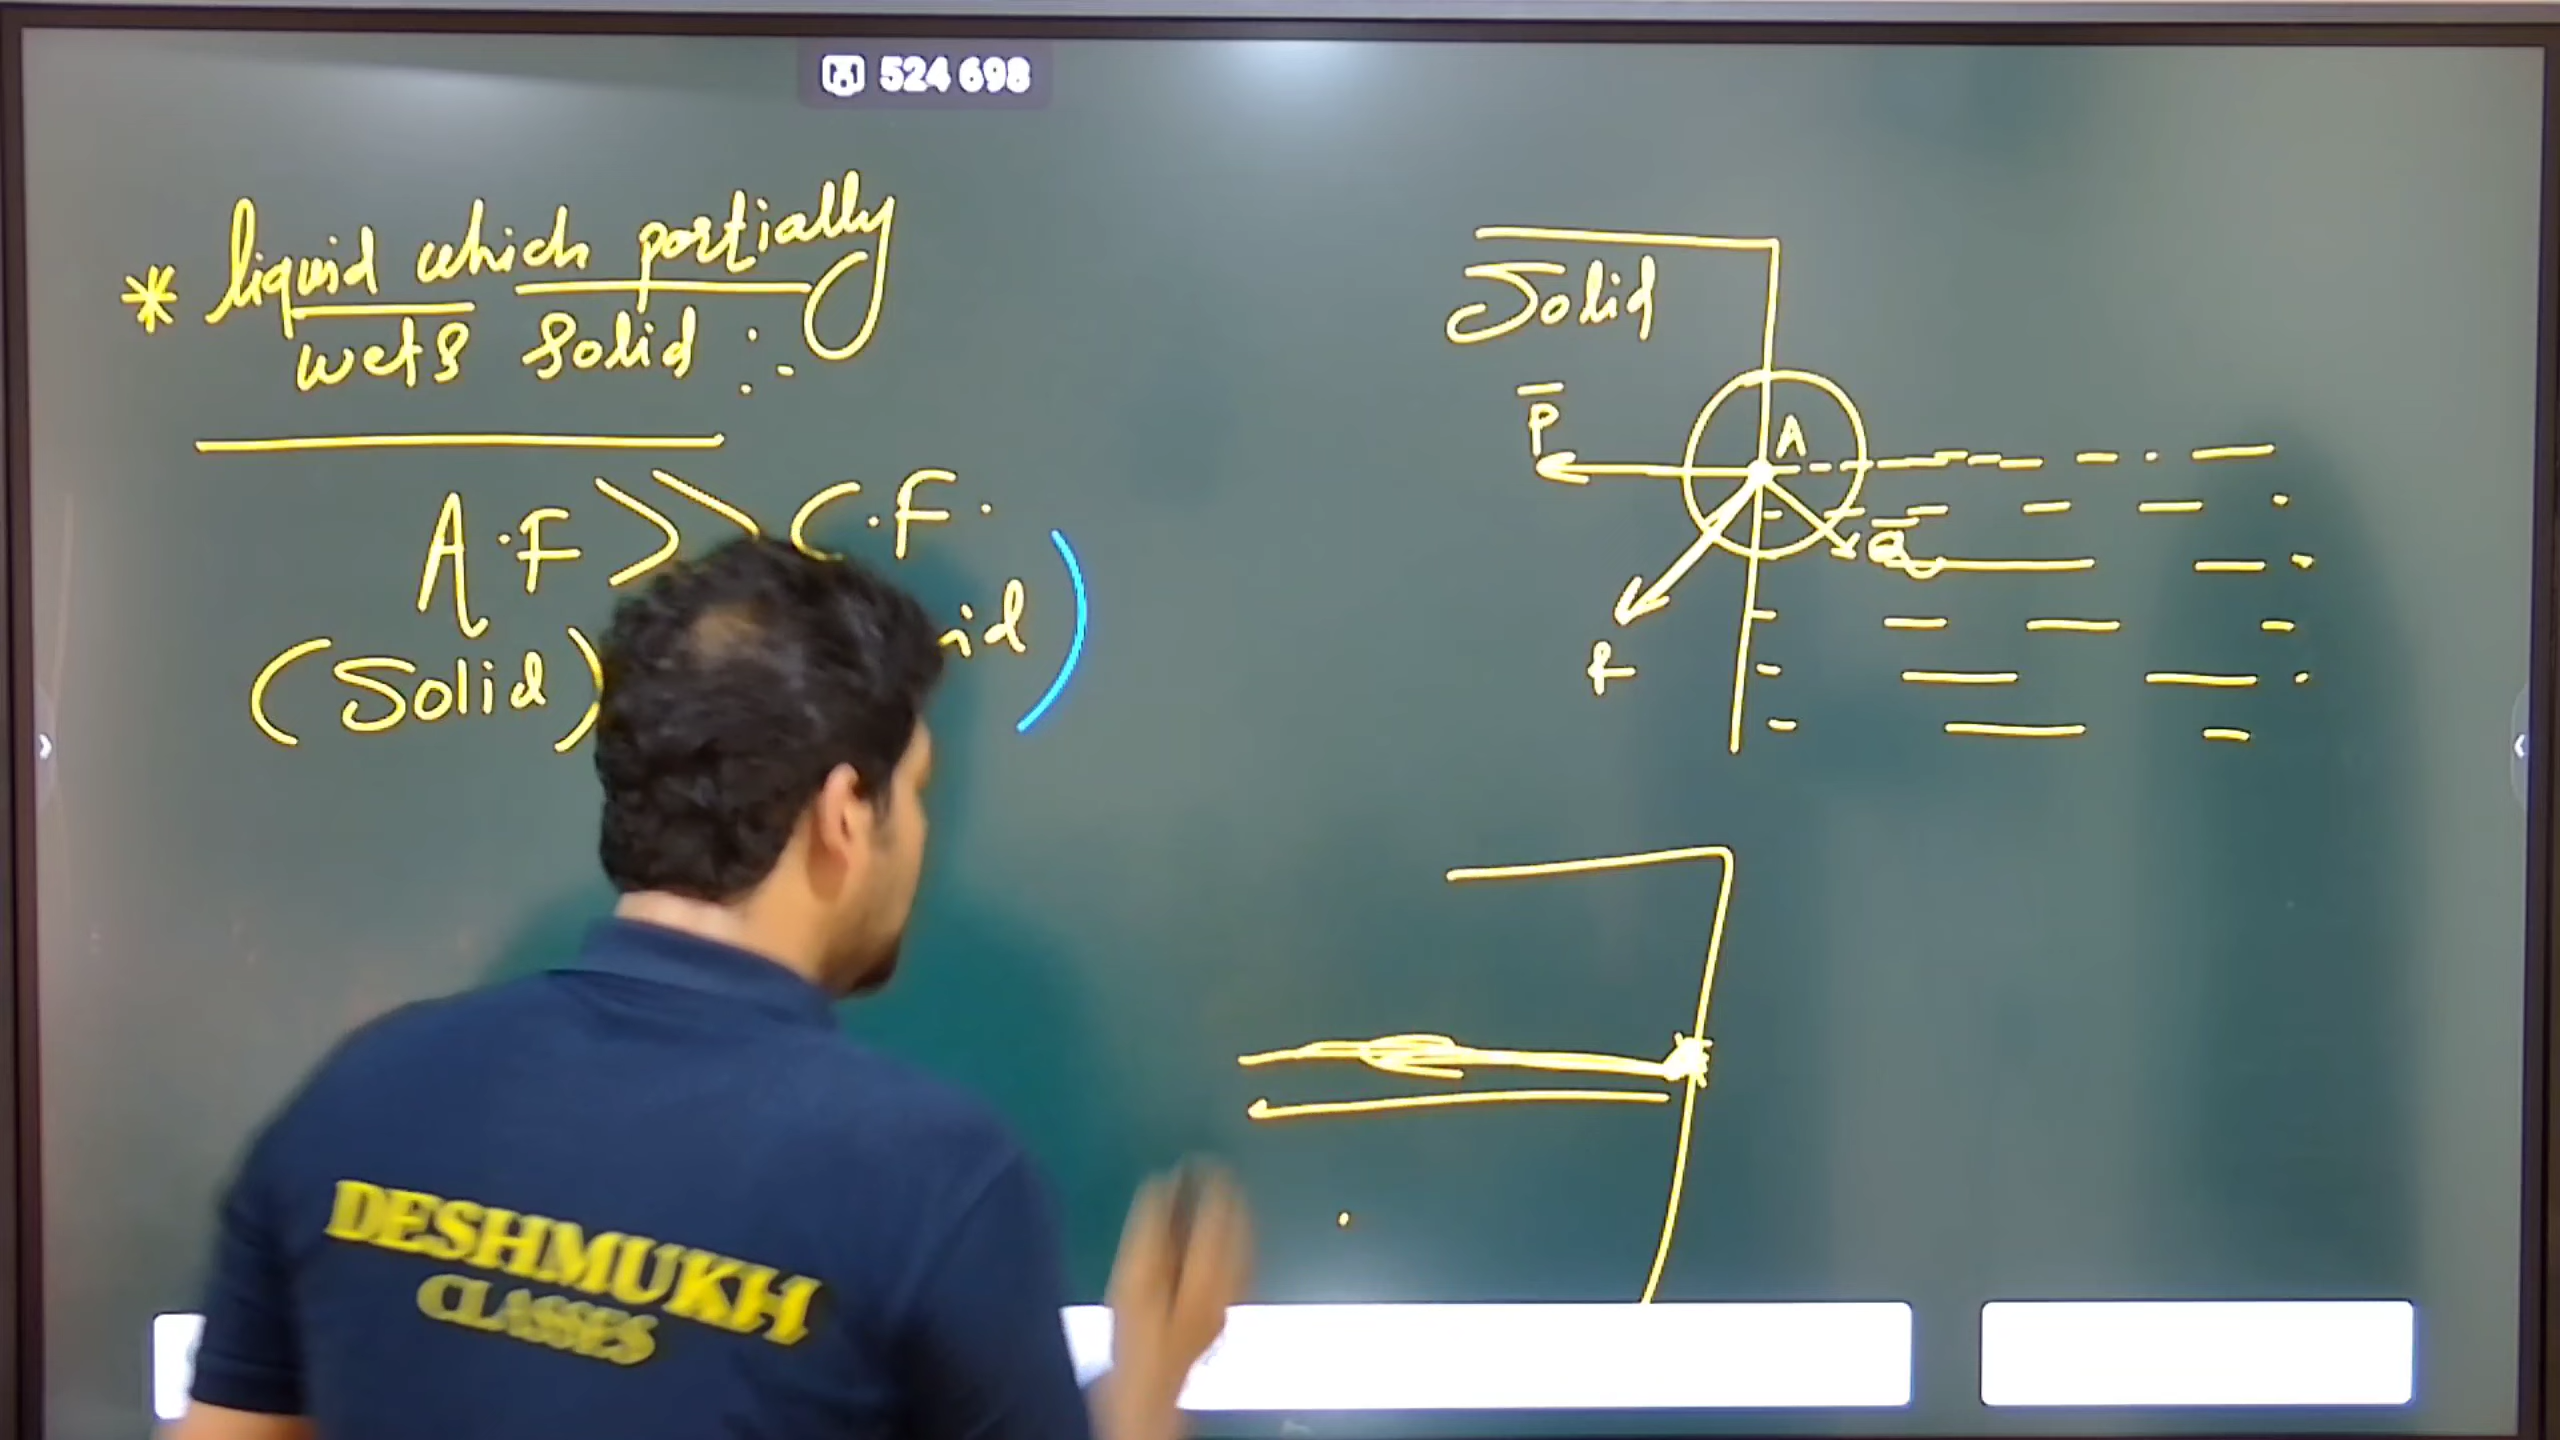 524 698
* liquid which partially
wets solid :-
A.F >> C.F.
(Solid)
Solid
P
A
Q
R
DESHMUKH
CLASSES